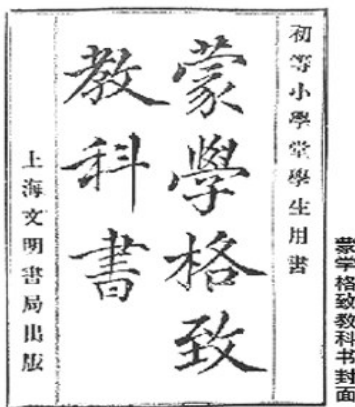 初等小學堂學生用書
蒙學格致
教科書
上海文明書局出版
蒙学格致教科书封面